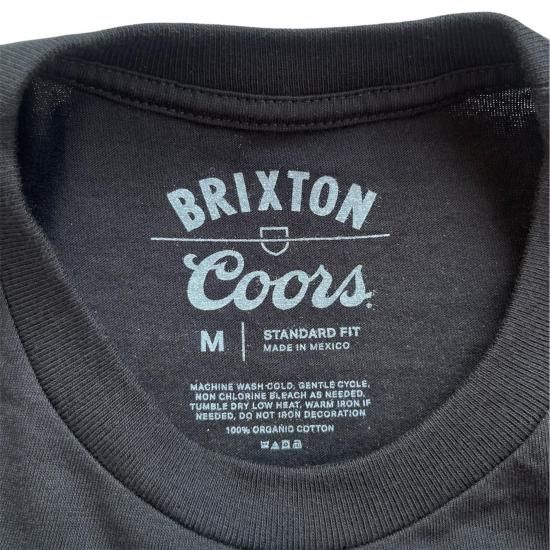 BRIXTON
Coors
M STANDARD FIT
MADE IN MEXICO
MACHINE WASH COLD, GENTLE CYCLE,
NON CHLORINE BLEACH AS NEEDED,
TUMBLE DRY LOW HEAT, WARM IRON IF
NEEDED, DO NOT IRON DECORATION
100% ORGANIC COTTON